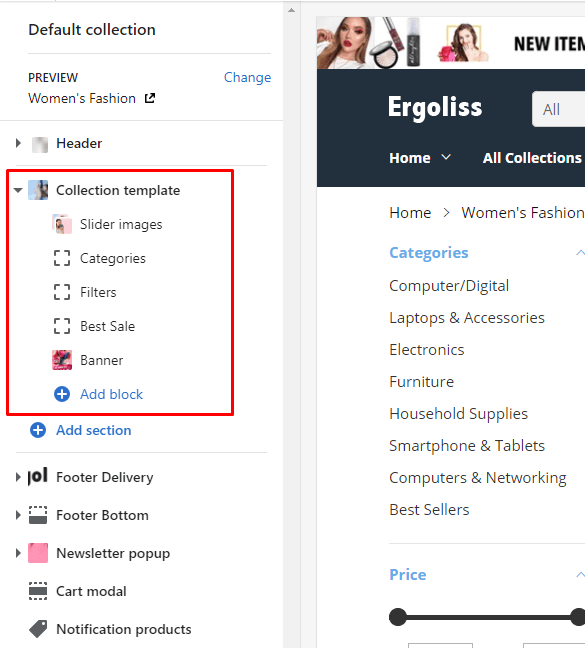 Default collection
PREVIEW
Change
Women's Fashion
Header
Collection template
Slider images
Categories
Filters
Best Sale
Banner
Add block
Add section
Footer Delivery
Footer Bottom
Newsletter popup
Cart modal
Notification products
NEW ITEM
Ergoliss
All
Home
All Collections
Home > Women's Fashion
Categories
Computer/Digital
Laptops & Accessories
Electronics
Furniture
Household Supplies
Smartphone & Tablets
Computers & Networking
Best Sellers
Price